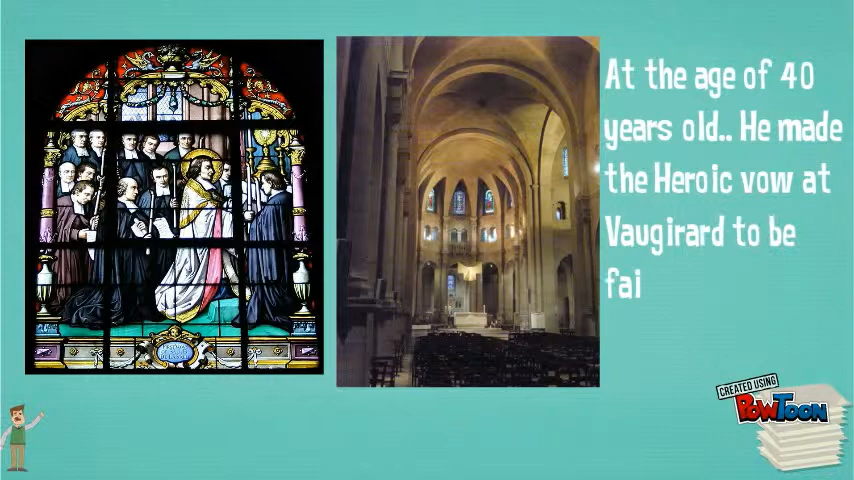 At the age of 40
years old.. He made
the Heroic vow at
Vaugirard to be
fai
CREATED USING
POWTOON